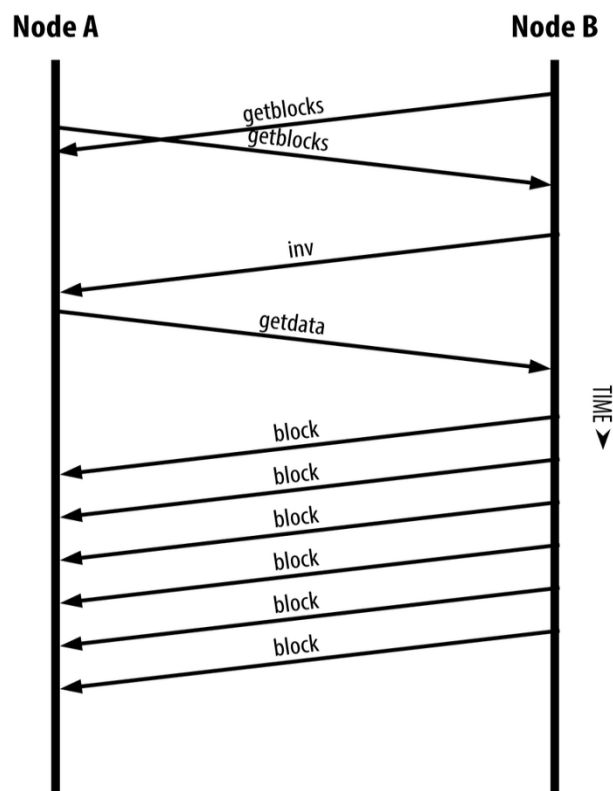 Node A
Node B
getblocks
getblocks
inv
getdata
TIME ➤
block
block
block
block
block
block